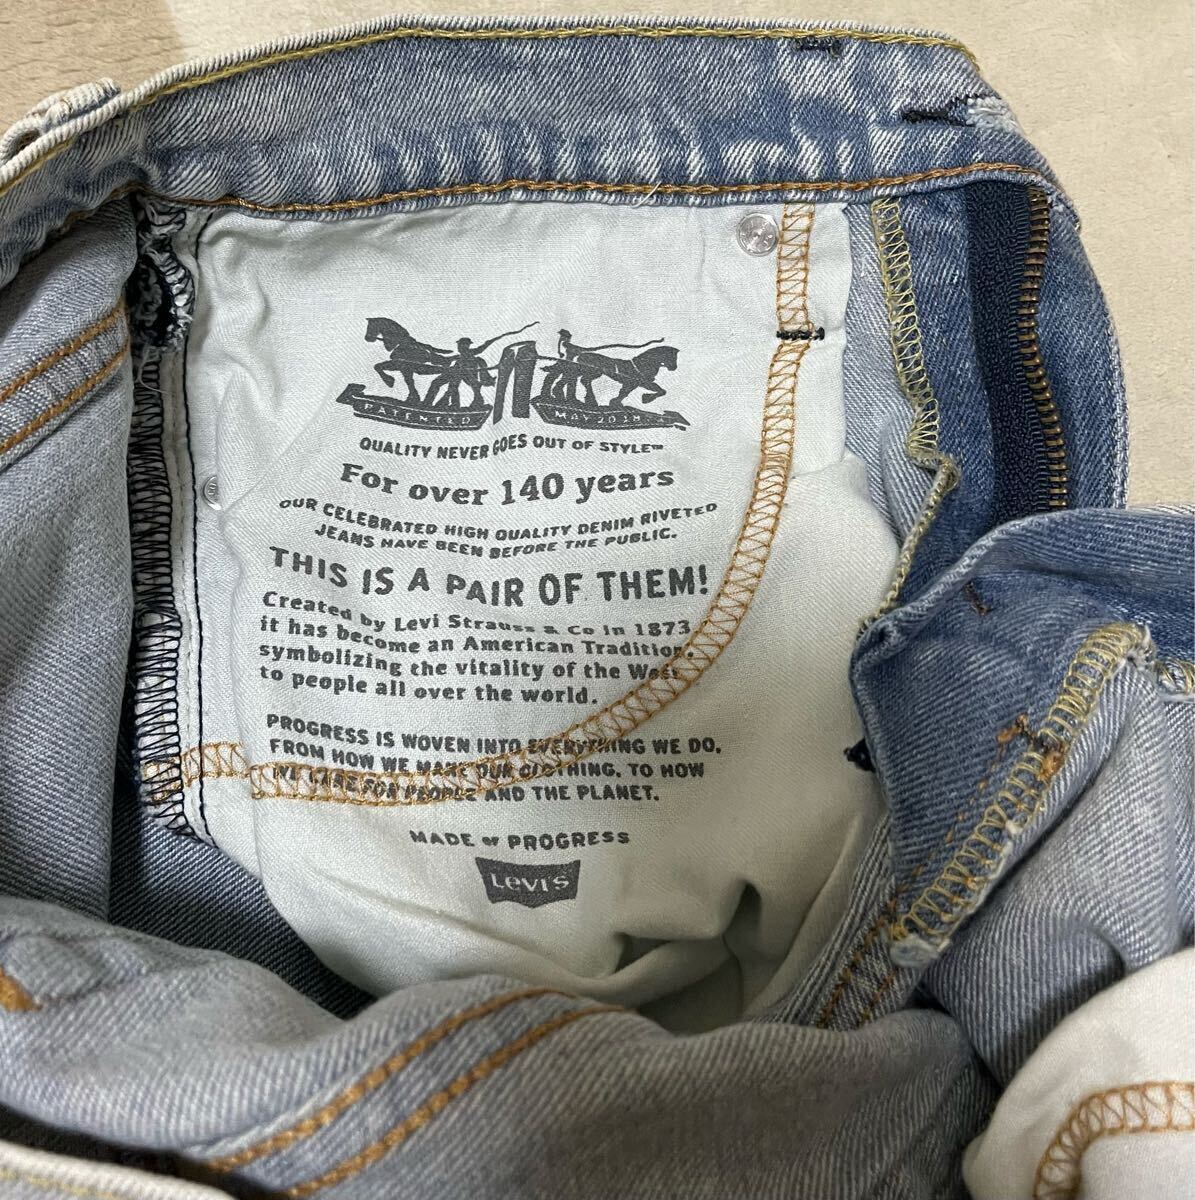 PATENTED MAY 20
QUALITY NEVER GOES OUT OF STYLE™
For over 140 years
OUR CELEBRATED HIGH QUALITY DENIM RIVETED
JEANS HAVE BEEN BEFORE THE PUBLIC.
THIS IS A PAIR OF THEM!
Created by Levi Strauss & Co in 1873
it has become an American Tradition,
symbolizing the vitality of the West
to people all over the world.
PROGRESS IS WOVEN INTO EVERYTHING WE DO,
FROM HOW WE MAKE OUR CLOTHING, TO HOW
WE CARE FOR PEOPLE AND THE PLANET.
MADE OF PROGRESS
Levi's